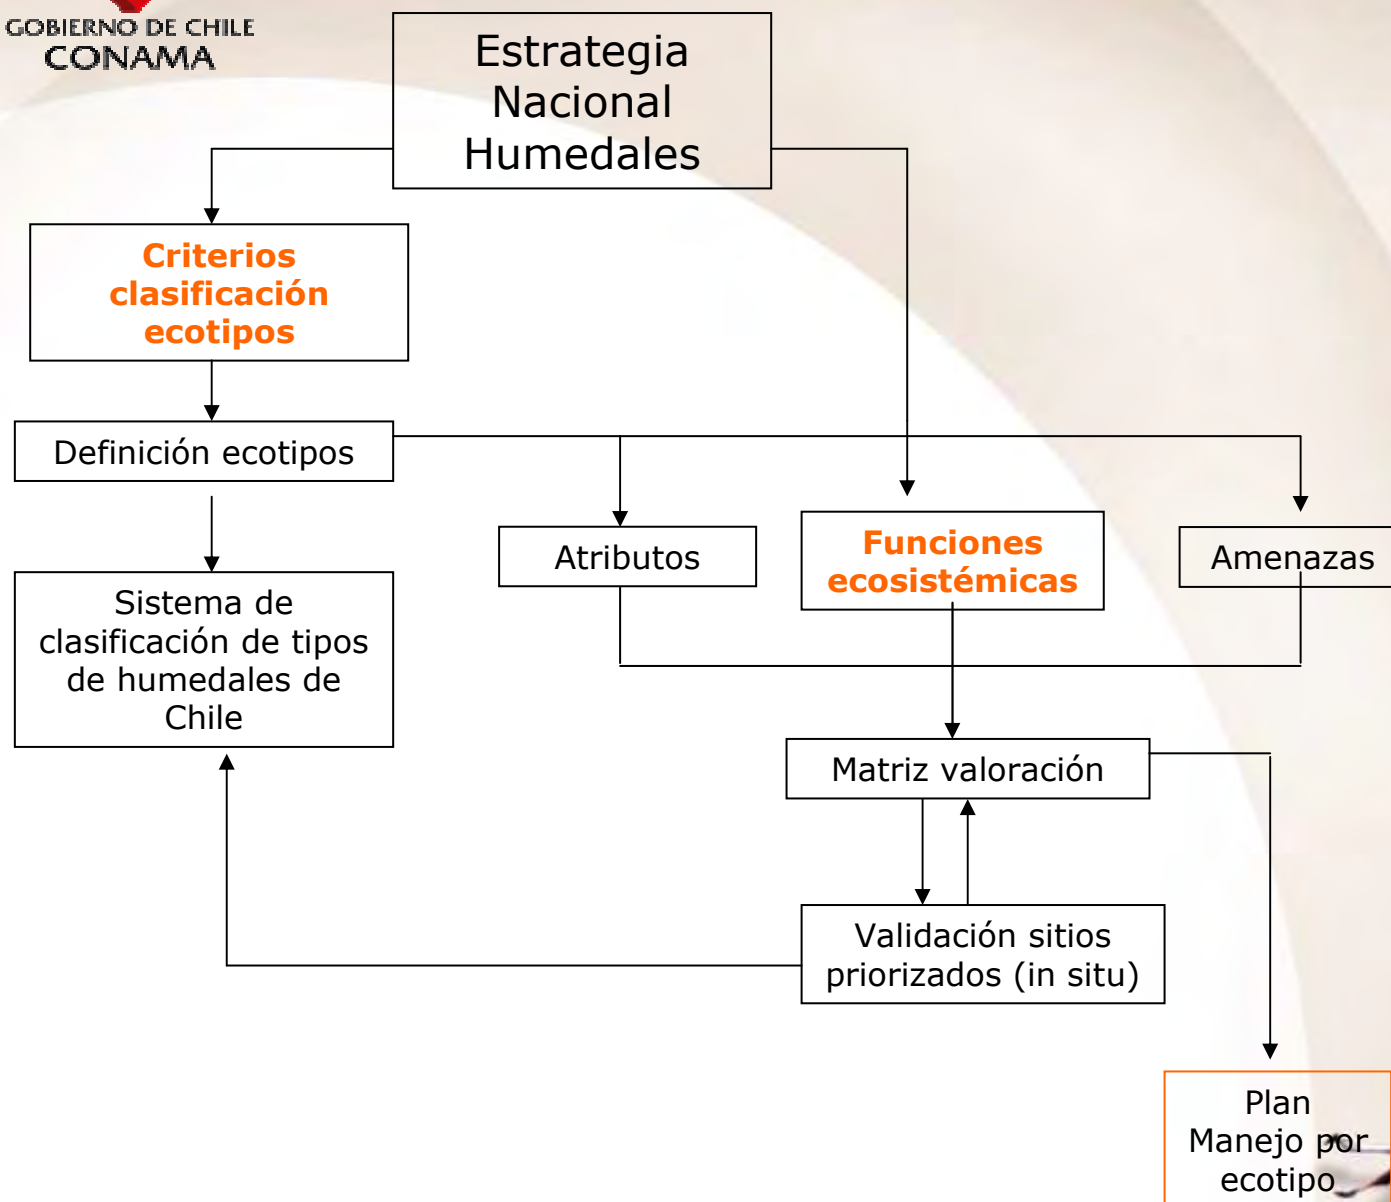 GOBIERNO DE CHILE
CONAMA
Estrategia
Nacional
Humedales
Criterios
clasificación
ecotipos
Definición ecotipos
Atributos
Funciones
ecosistémicas
Amenazas
Sistema de
clasificación de tipos
de humedales de
Chile
Matriz valoración
Validación sitios
priorizados (in situ)
Plan
Manejo por
ecotipo